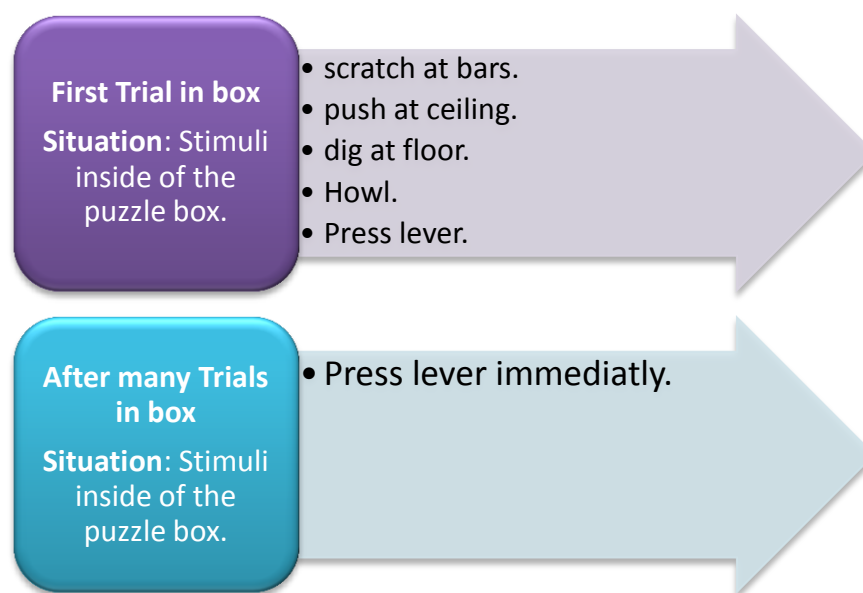 First Trial in box
Situation: Stimuli
inside of the
puzzle box.
• scratch at bars.
• push at ceiling.
• dig at floor.
• Howl.
• Press lever.
After many Trials
in box
Situation: Stimuli
inside of the
puzzle box.
• Press lever immediatly.